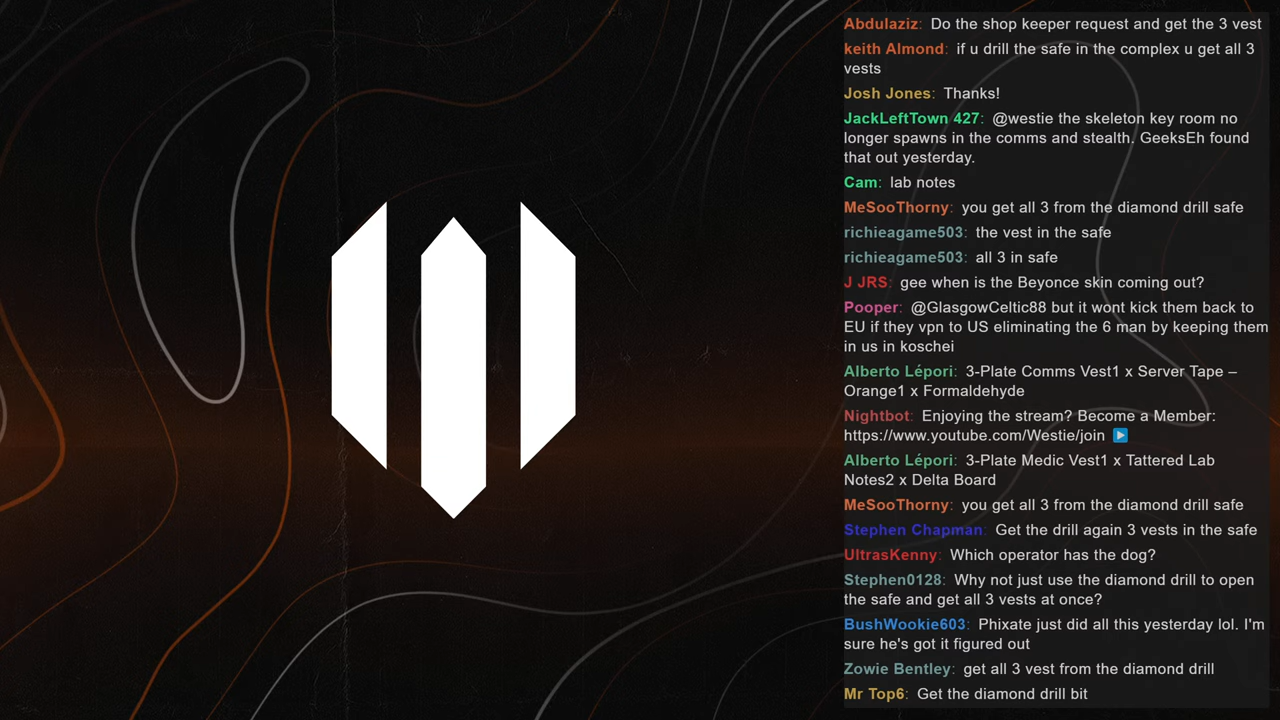 Abdulaziz: Do the shop keeper request and get the 3 vest
keith Almond: if u drill the safe in the complex u get all 3
vests
Josh Jones: Thanks!
JackLeftTown 427: @westie the skeleton key room no
longer spawns in the comms and stealth. GeeksEh found
that out yesterday.
Cam: lab notes
MeSooThorny: you get all 3 from the diamond drill safe
richieagame503: the vest in the safe
richieagame503: all 3 in safe
J JRS: gee when is the Beyonce skin coming out?
Pooper: @GlasgowCeltic88 but it wont kick them back to
EU if they vpn to US eliminating the 6 man by keeping them
in us in koschei
Alberto Lépori: 3-Plate Comms Vest1 x Server Tape –
Orange1 x Formaldehyde
Nightbot: Enjoying the stream? Become a Member:
https://www.youtube.com/Westie/join
Alberto Lépori: 3-Plate Medic Vest1 x Tattered Lab
Notes2 x Delta Board
MeSooThorny: you get all 3 from the diamond drill safe
Stephen Chapman: Get the drill again 3 vests in the safe
UltrasKenny: Which operator has the dog?
Stephen0128: Why not just use the diamond drill to open
the safe and get all 3 vests at once?
BushWookie603: Phixate just did all this yesterday lol. I'm
sure he's got it figured out
Zowie Bentley: get all 3 vest from the diamond drill
Mr Top6: Get the diamond drill bit